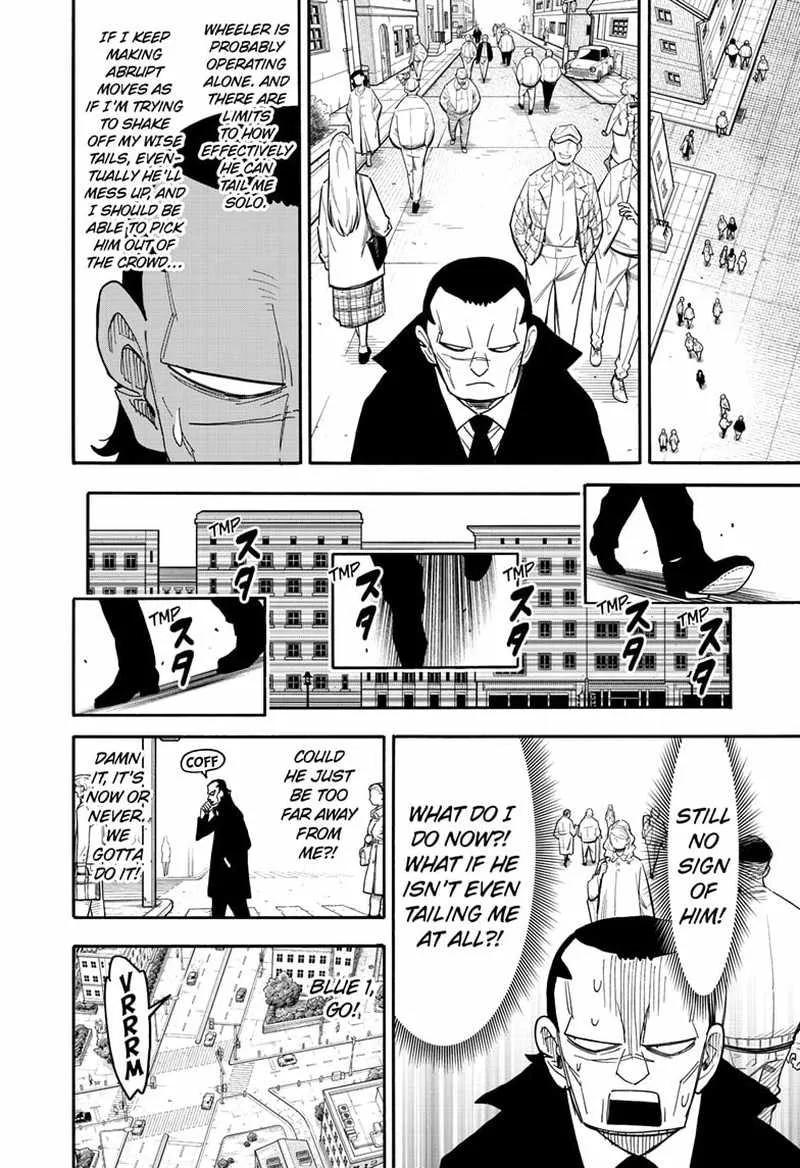 WHEELER IS
PROBABLY
OPERATING
ALONE. AND
THERE ARE
LIMITS
TO HOW
EFFECTIVELY
HE CAN
TAIL ME
SOLO.
IF I KEEP
MAKING
ABRUPT
MOVES AS
IF I'M TRYING
TO SHAKE
OFF MY WISE
TAILS, EVEN-
TUALLY HE'LL
MESS UP, AND
I SHOULD BE
ABLE TO PICK
HIM OUT OF
THE CROWD...
TMP
スタ
TMP
スタ
TMP
スタ
TMP
スタ
TMP
スタ
STILL
NO
SIGN
OF
HIM!
WHAT DO I
DO NOW?!
WHAT IF HE
ISN'T EVEN
TAILING ME
AT ALL?!
COULD
HE JUST
BE TOO
FAR AWAY
FROM
ME?!
COFF
DAMN
IT, IT'S
NOW OR
NEVER.
WE
GOTTA
DO IT!
BLUE 1,
GO!
VRRRM